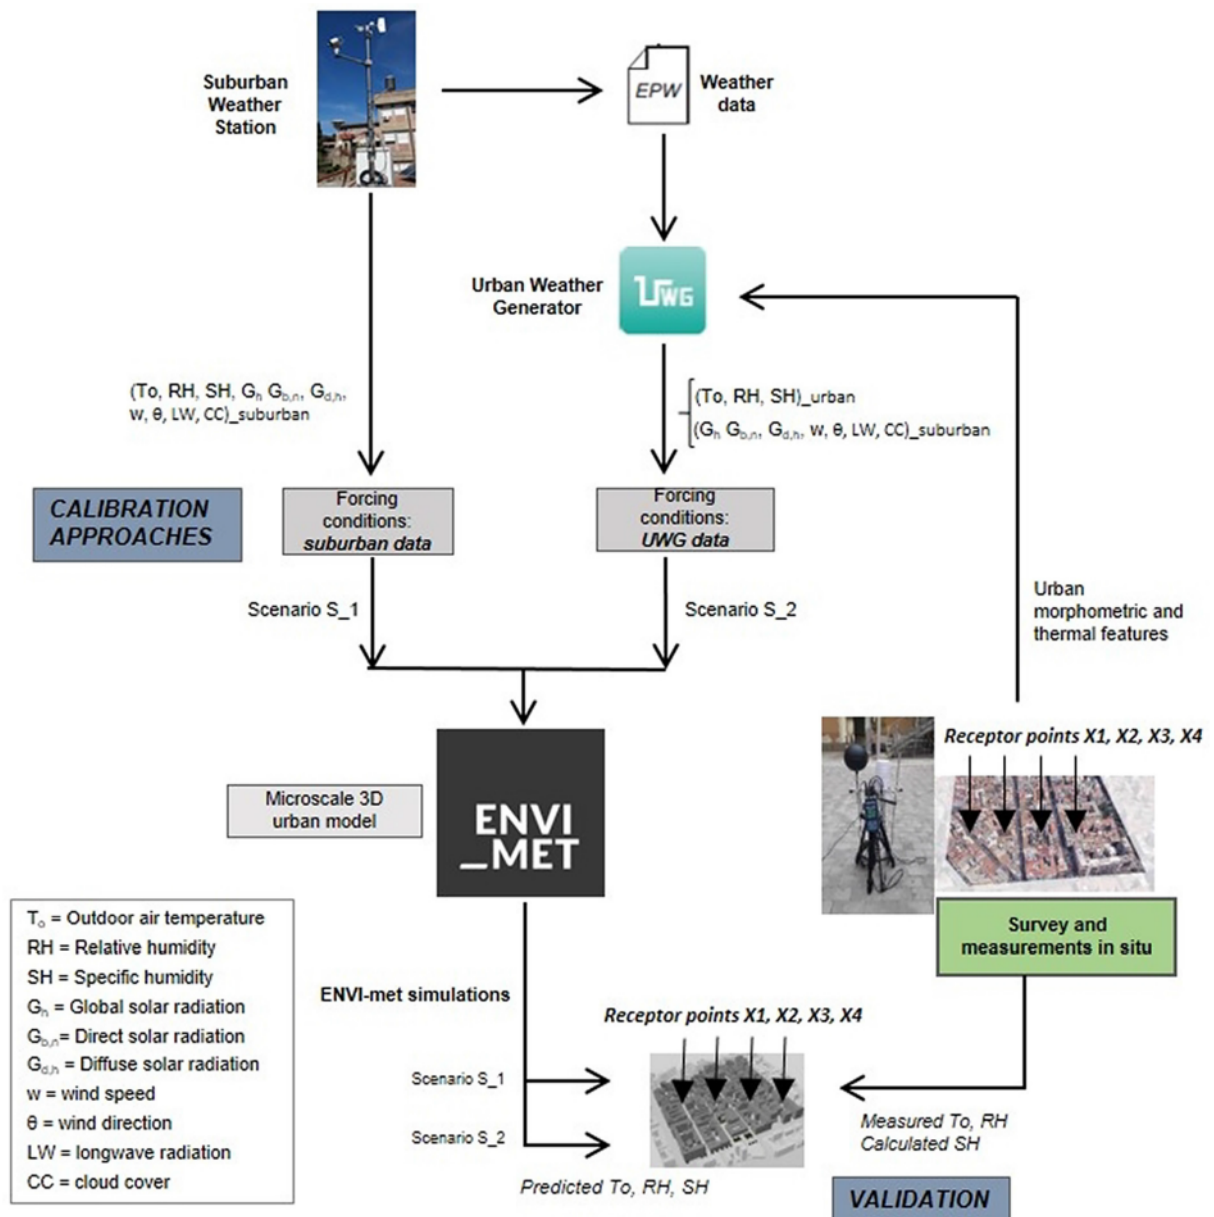 Suburban
Weather
Station
EPW
Weather
data
Urban Weather
Generator
UWG
(To, RH, SH, Gh Gb,n, Gd,h,
w, θ, LW, CC)_suburban
(To, RH, SH)_urban
(Gh Gb,n, Gd,h, w, θ, LW, CC)_suburban
CALIBRATION
APPROACHES
Forcing
conditions:
suburban data
Forcing
conditions:
UWG data
Scenario S_1
Scenario S_2
Urban
morphometric and
thermal features
Receptor points X1, X2, X3, X4
Microscale 3D
urban model
ENVI
_MET
Survey and
measurements in situ
To = Outdoor air temperature
RH = Relative humidity
SH = Specific humidity
Gh = Global solar radiation
Gb,n= Direct solar radiation
Gd,h = Diffuse solar radiation
w = wind speed
θ = wind direction
LW = longwave radiation
CC = cloud cover
ENVI-met simulations
Receptor points X1, X2, X3, X4
Scenario S_1
Scenario S_2
Measured To, RH
Calculated SH
Predicted To, RH, SH
VALIDATION